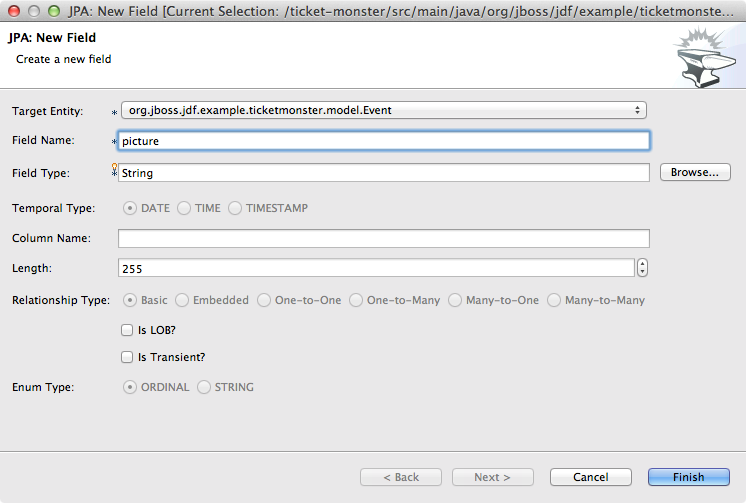 JPA: New Field [Current Selection: /ticket-monster/src/main/java/org/jboss/jdf/example/ticketmonste...
JPA: New Field
Create a new field
Target Entity: * org.jboss.jdf.example.ticketmonster.model.Event
Field Name: * picture
Field Type: * String Browse...
Temporal Type: DATE TIME TIMESTAMP
Column Name:
Length: 255
Relationship Type: Basic Embedded One-to-One One-to-Many Many-to-One Many-to-Many
Is LOB?
Is Transient?
Enum Type: ORDINAL STRING
< Back Next > Cancel Finish